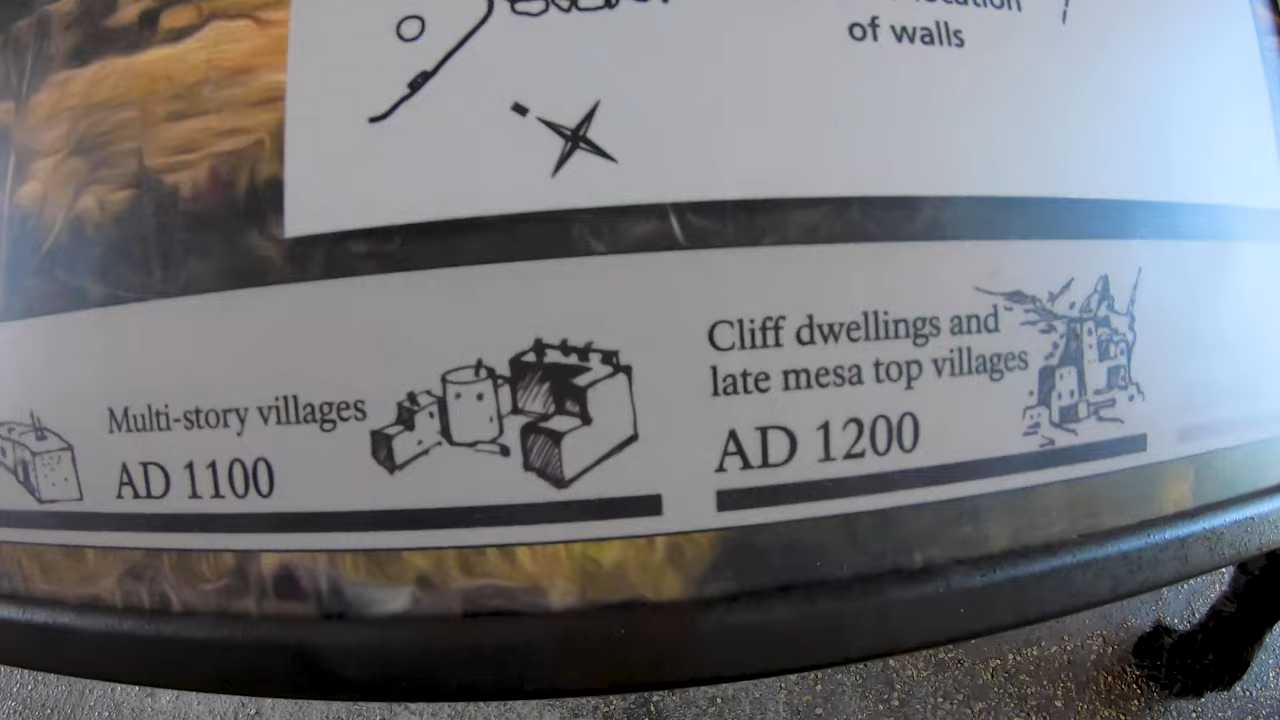 of walls
Multi-story villages
AD 1100
Cliff dwellings and
late mesa top villages
AD 1200